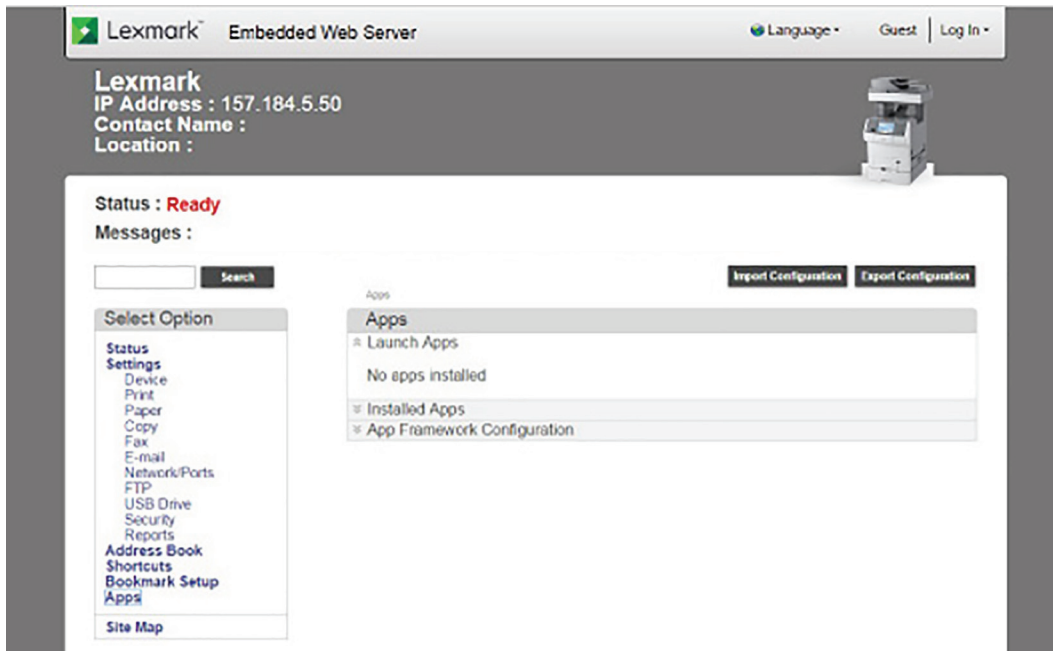 Lexmark™ Embedded Web Server Language Guest Log In
Lexmark
IP Address : 157.184.5.50
Contact Name :
Location :
Status : Ready
Messages :
Search
Import Configuration Export Configuration
Select Option
Status
Settings
Device
Print
Paper
Copy
Fax
E-mail
Network/Ports
FTP
USB Drive
Security
Reports
Address Book
Shortcuts
Bookmark Setup
Apps
Site Map
Apps
Apps
Launch Apps
No apps installed
Installed Apps
App Framework Configuration